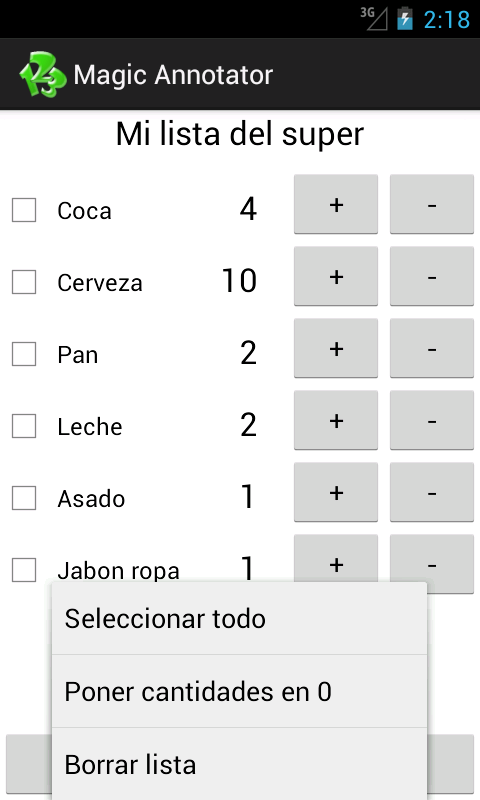 3G 2:18
Magic Annotator
Mi lista del super
Coca 4 + -
Cerveza 10 + -
Pan 2 + -
Leche 2 + -
Asado 1 + -
Jabon ropa 1 + -
Seleccionar todo
Poner cantidades en 0
Borrar lista